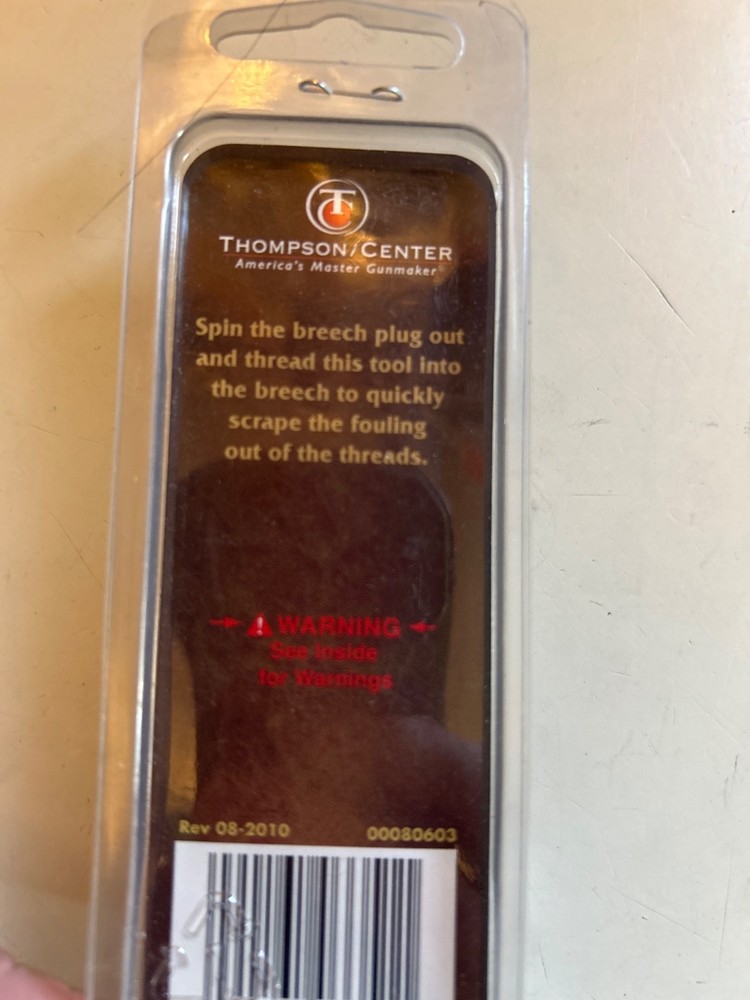 TC
THOMPSON/CENTER
America's Master Gunmaker
Spin the breech plug out
and thread this tool into
the breech to quickly
scrape the fouling
out of the threads.
WARNING
See Inside
for Warnings
Rev 08-2010 00080603